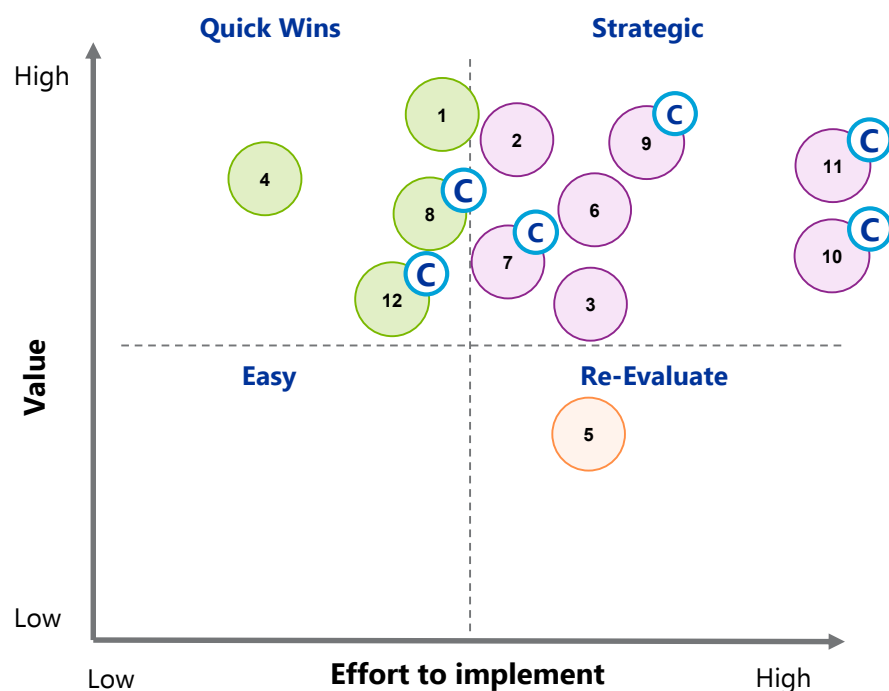 Quick Wins
Strategic
High
1
2
C
9
C
11
4
C
8
6
C
7
C
10
C
12
3
Value
Easy
Re-Evaluate
5
Low
Low
Effort to implement
High